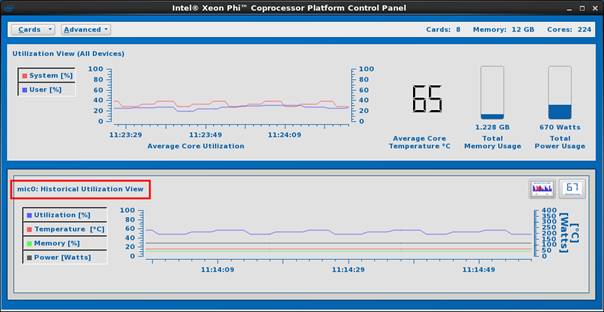 Intel® Xeon Phi™ Coprocessor Platform Control Panel
Cards Advanced Cards: 8 Memory: 12 GB Cores: 224
Utilization View (All Devices)
System [%]
User [%]
100
80
60
40
20
0
100
80
60
40
20
0
11:23:29 11:23:49 11:24:09
Average Core Utilization
65
Average Core
Temperature °C
1.228 GB
Total
Memory Usage
670 Watts
Total
Power Usage
mic0: Historical Utilization View
67
Utilization [%]
Temperature [°C]
Memory [%]
Power [Watts]
100
80
60
40
20
0
400
350
300
250
200
150
100
50
0
[°C]
[Watts]
11:14:09 11:14:29 11:14:49